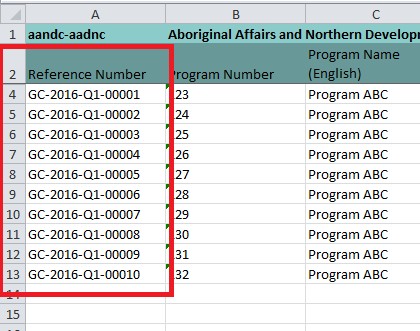 A B C
1 aandc-aadnc Aboriginal Affairs and Northern Develop
Program Name
2 Reference Number Program Number (English)
4 GC-2016-Q1-00001 23 Program ABC
5 GC-2016-Q1-00002 24 Program ABC
6 GC-2016-Q1-00003 25 Program ABC
7 GC-2016-Q1-00004 26 Program ABC
8 GC-2016-Q1-00005 27 Program ABC
9 GC-2016-Q1-00006 28 Program ABC
10 GC-2016-Q1-00007 29 Program ABC
11 GC-2016-Q1-00008 30 Program ABC
12 GC-2016-Q1-00009 31 Program ABC
13 GC-2016-Q1-00010 32 Program ABC
14
15